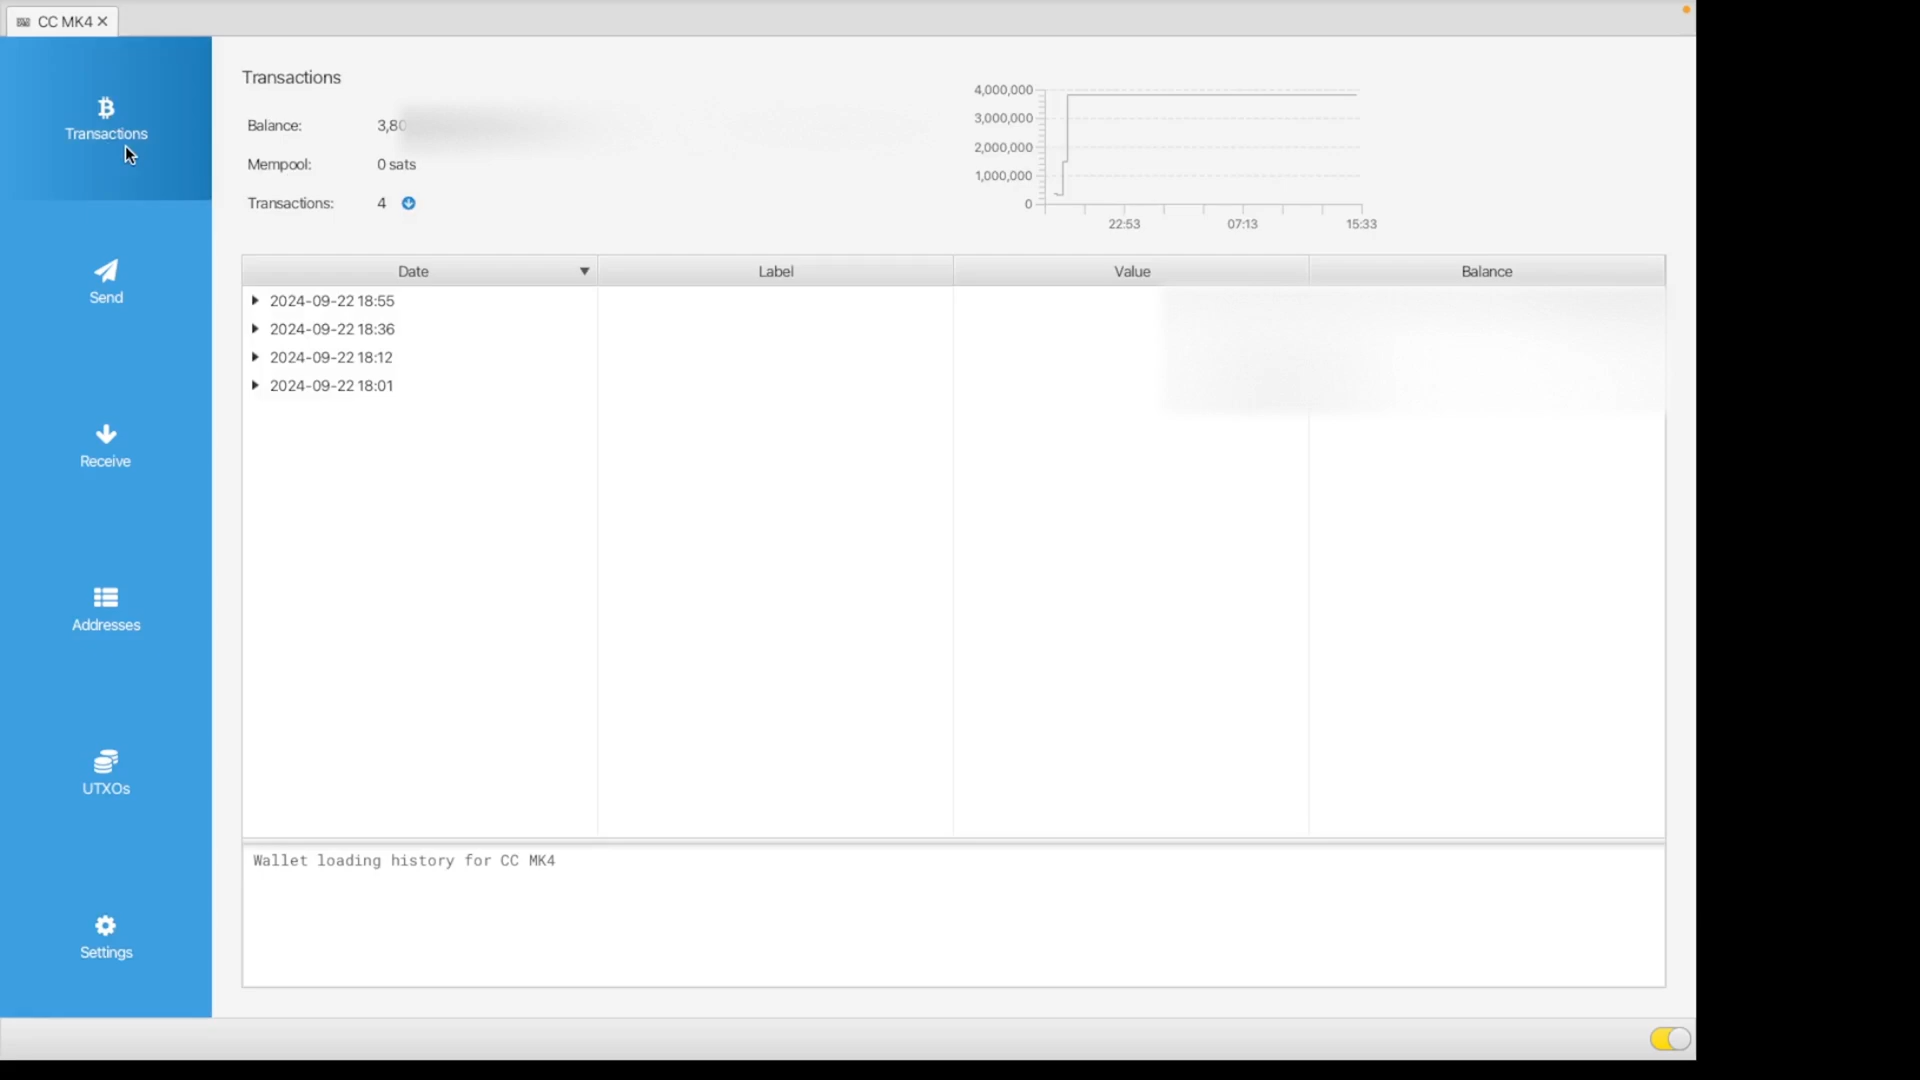 CC MK4
Transactions
Send
Receive
Addresses
UTXOs
Settings
Transactions
Balance: 3,80
Mempool: 0 sats
Transactions: 4
4,000,000
3,000,000
2,000,000
1,000,000
0
22:53 07:13 15:33
Date Label Value Balance
2024-09-22 18:55
2024-09-22 18:36
2024-09-22 18:12
2024-09-22 18:01
Wallet loading history for CC MK4